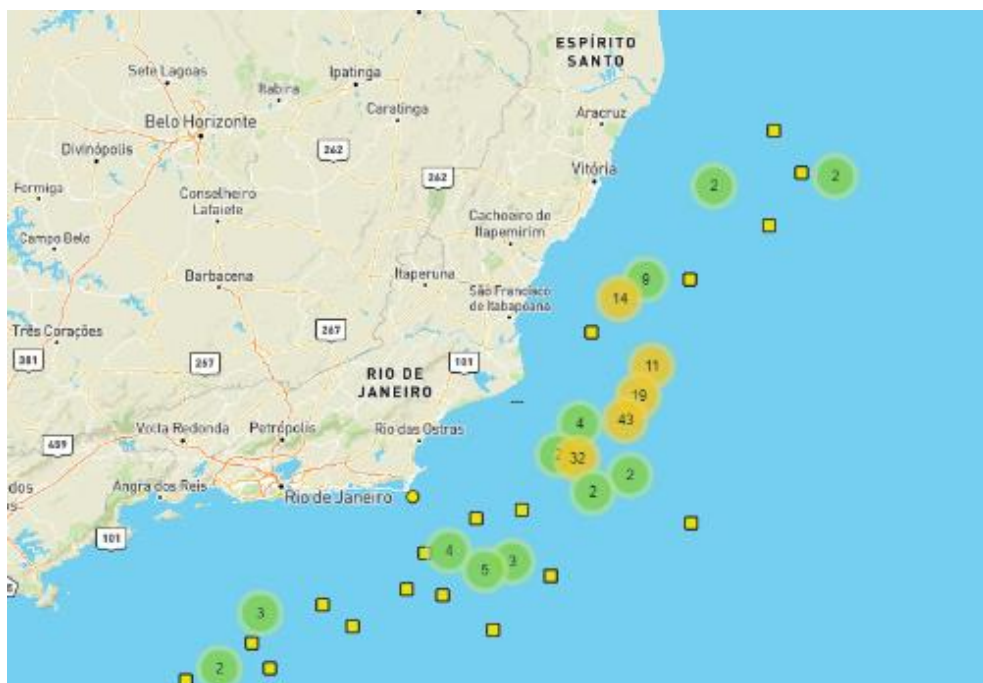 ESPÍRITO
SANTO
Sete Lagoas
Ipatinga
Itabira
Caratinga
Aracruz
Belo Horizonte
Divinópolis
262
Vitória
262
2
2
Formiga
Conselheiro
Lafaiete
Cachoeiro de
Itapemirim
Campo Belo
Barbacena
Itaperuna
9
14
São Francisco
de Itabapoana
Três Corações
267
381
267
101
11
RIO DE
JANEIRO
19
43
4
Volta Redonda
Petrópolis
Rio das Ostras
459
32
2
2
Angra dos Reis
Rio de Janeiro
101
4
3
5
3
2